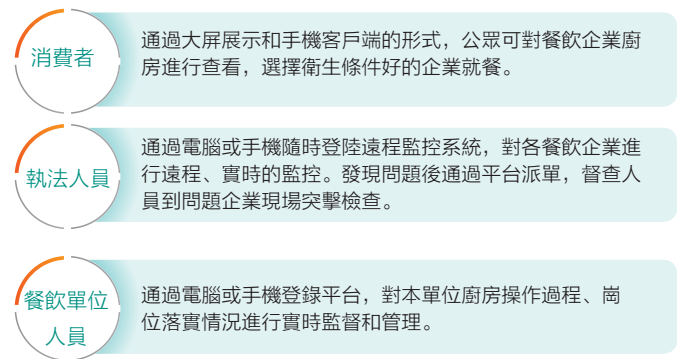 消費者
通過大屏展示和手機客戶端的形式，公眾可對餐飲企業廚
房進行查看，選擇衛生條件好的企業就餐。
執法人員
通過電腦或手機隨時登陸遠程監控系統，對各餐飲企業進
行遠程、實時的監控。發現問題後通過平台派單，督查人
員到問題企業現場突擊檢查。
餐飲單位
人員
通過電腦或手機登錄平台，對本單位廚房操作過程、崗
位落實情況進行實時監督和管理。